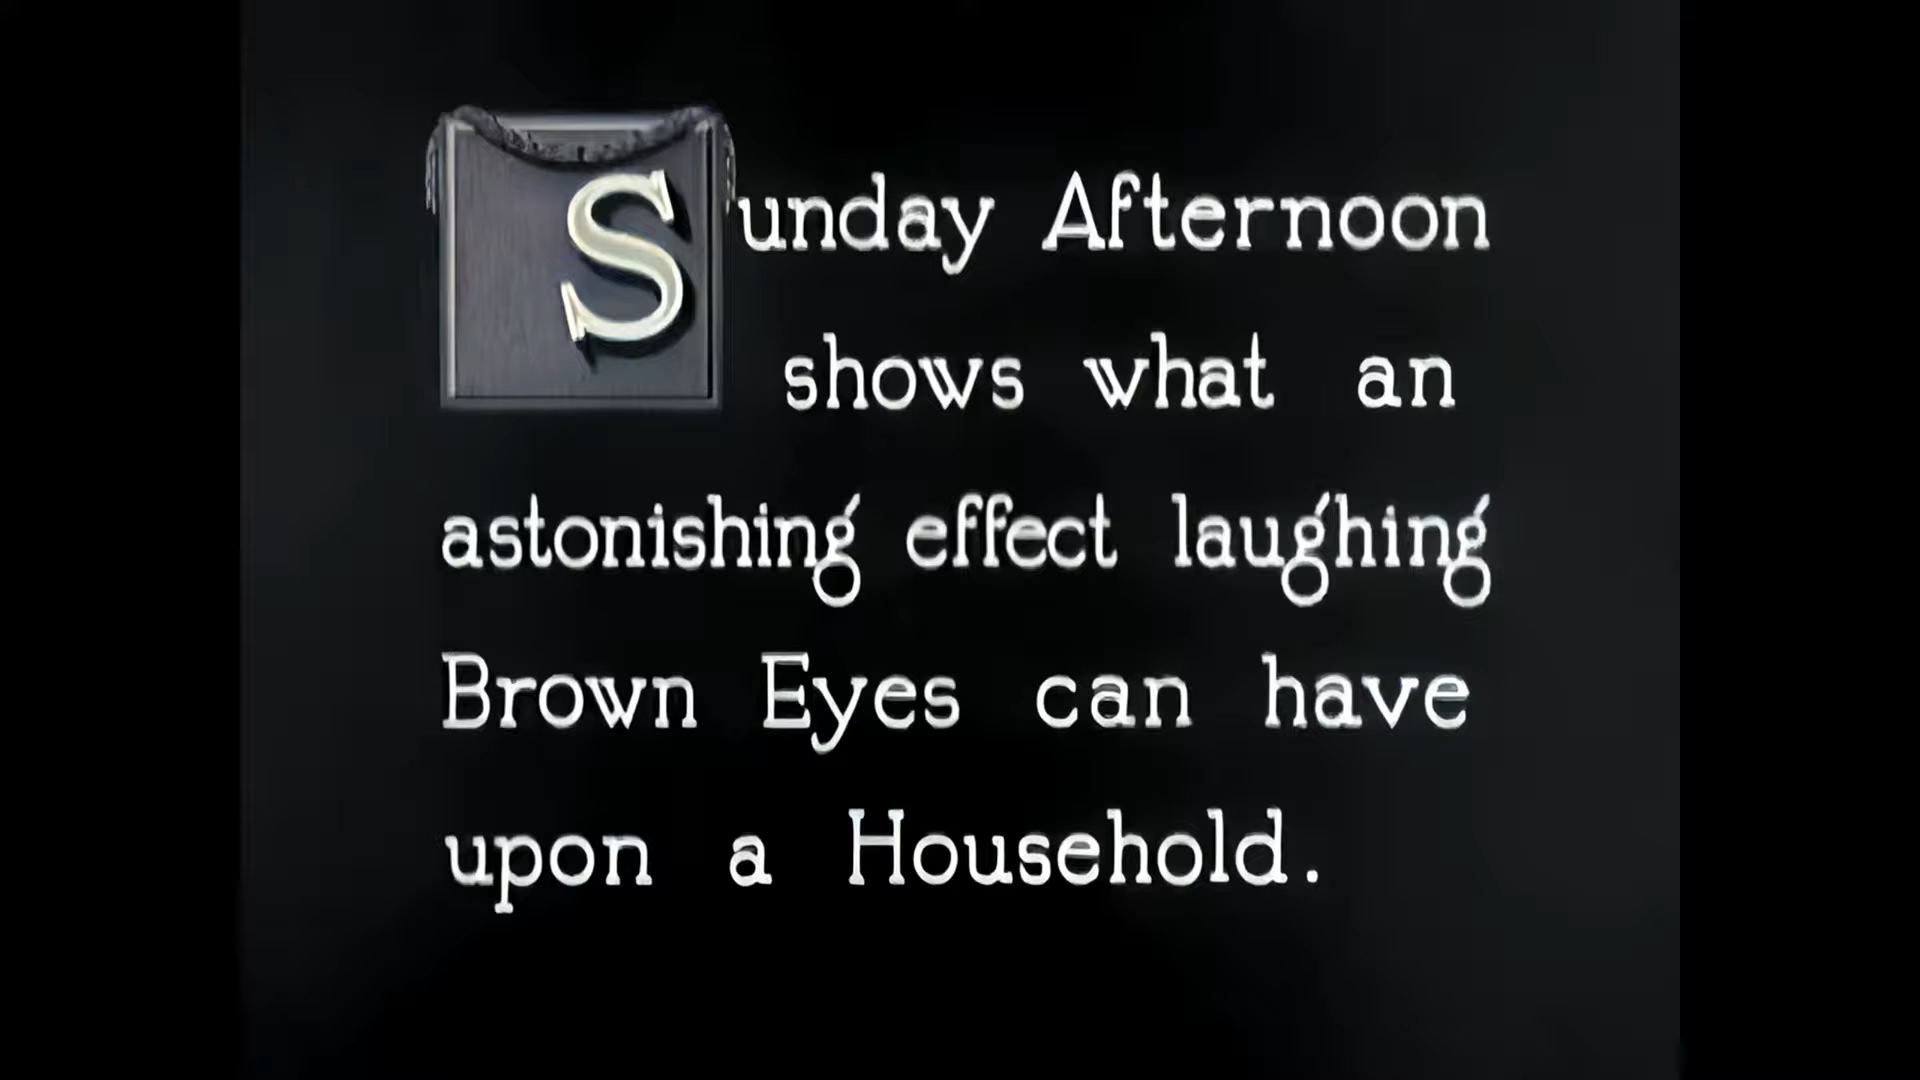 Sunday Afternoon
shows what an
astonishing effect laughing
Brown Eyes can have
upon a Household.